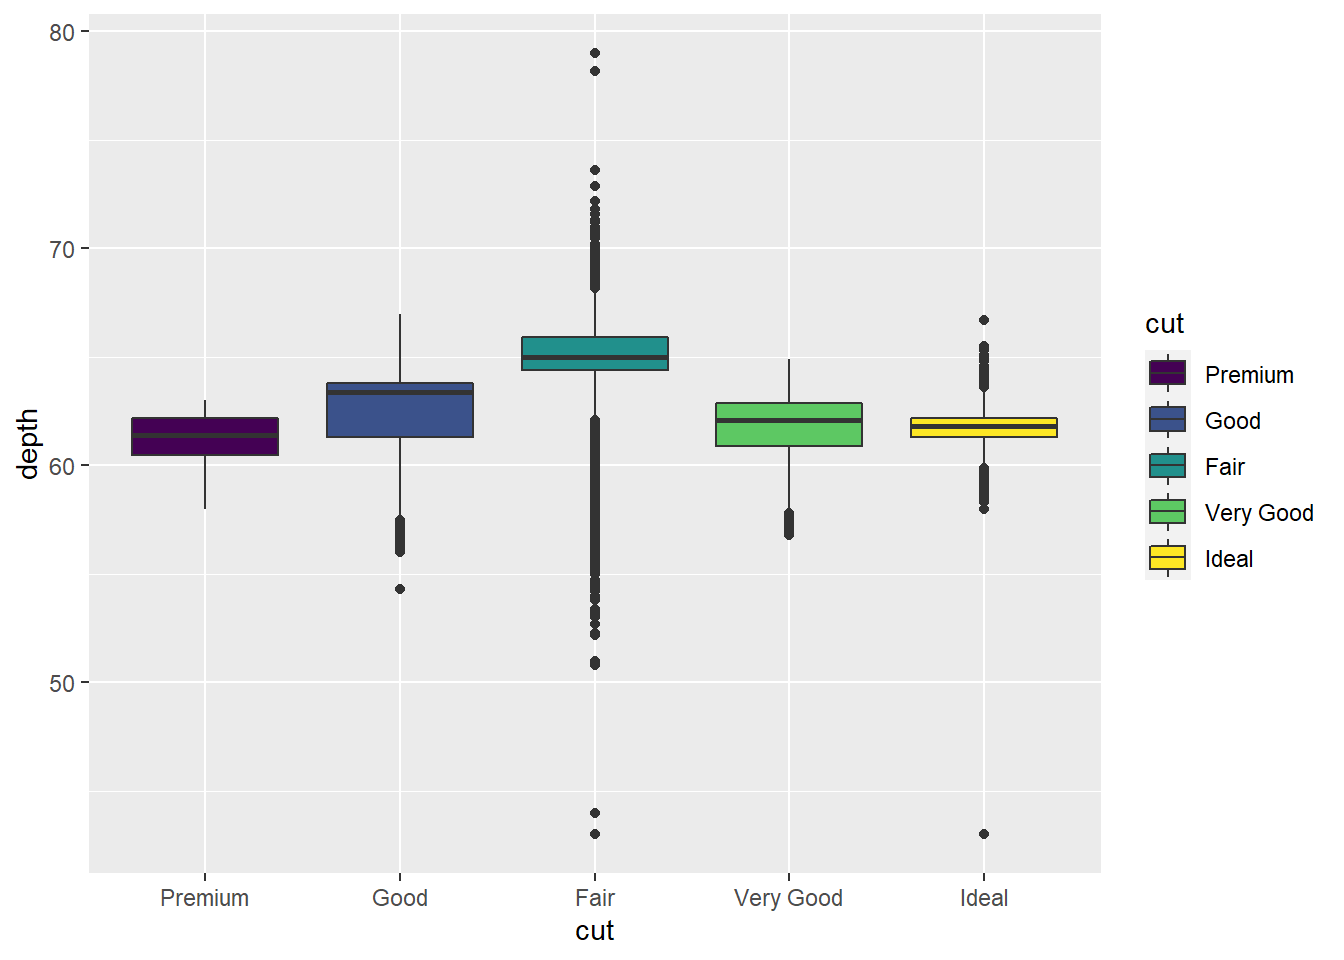 80
70
60
50
depth
Premium
Good
Fair
Very Good
Ideal
cut
cut
Premium
Good
Fair
Very Good
Ideal